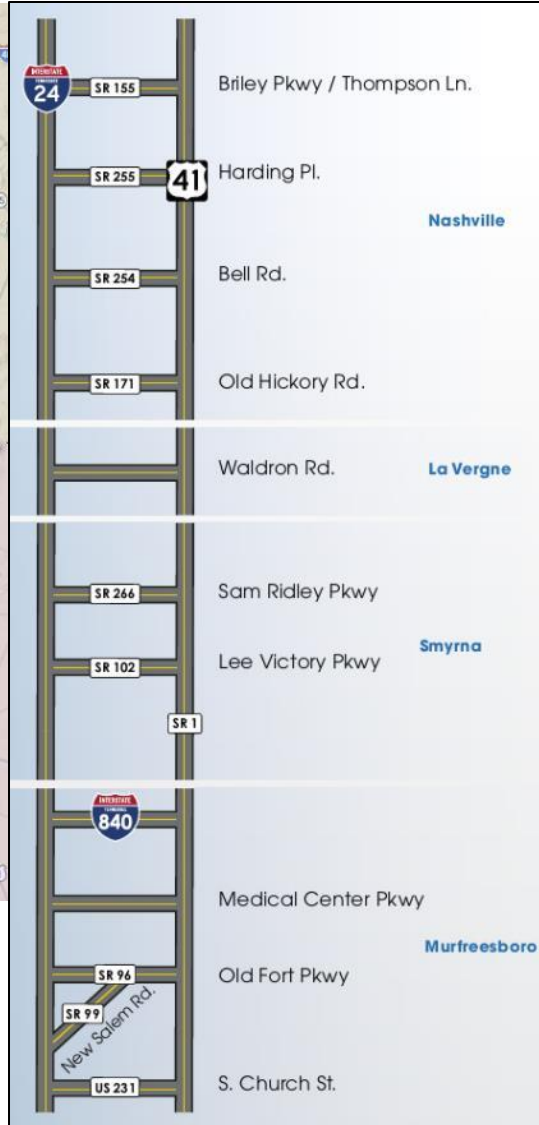 INTERSTATE
TENNESSEE
24
SR 155
Briley Pkwy / Thompson Ln.
SR 255
41
Harding Pl.
Nashville
SR 254
Bell Rd.
SR 171
Old Hickory Rd.
Waldron Rd.
La Vergne
SR 266
Sam Ridley Pkwy
Smyrna
SR 102
Lee Victory Pkwy
SR 1
INTERSTATE
TENNESSEE
840
Medical Center Pkwy
Murfreesboro
SR 96
Old Fort Pkwy
SR 99
New Salem Rd.
US 231
S. Church St.